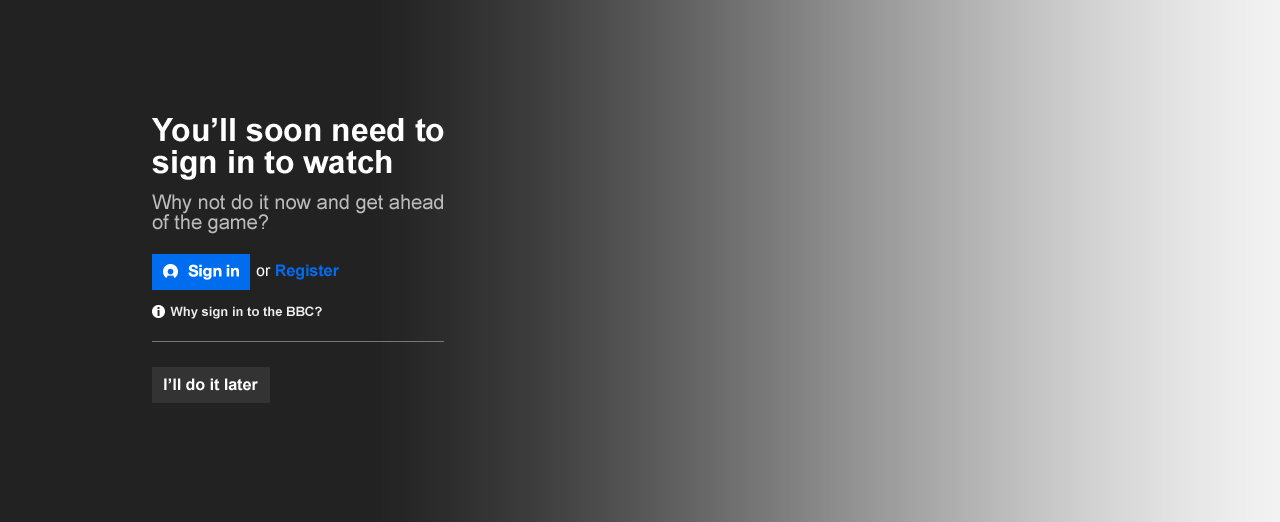 You’ll soon need to
sign in to watch
Why not do it now and get ahead
of the game?
Sign in or Register
Why sign in to the BBC?
I’ll do it later